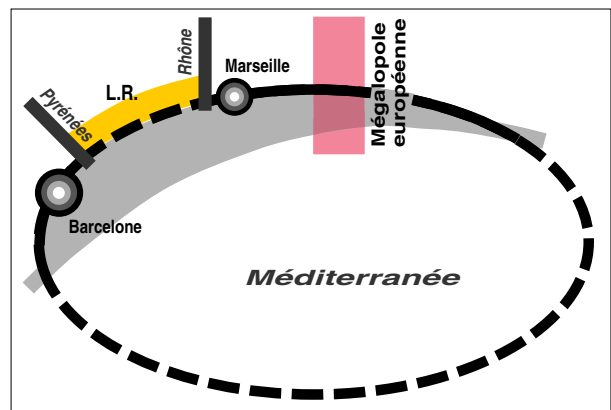 Rhône
Marseille
L.R.
Pyrénées
Mégalopole
européenne
Barcelone
Méditerranée